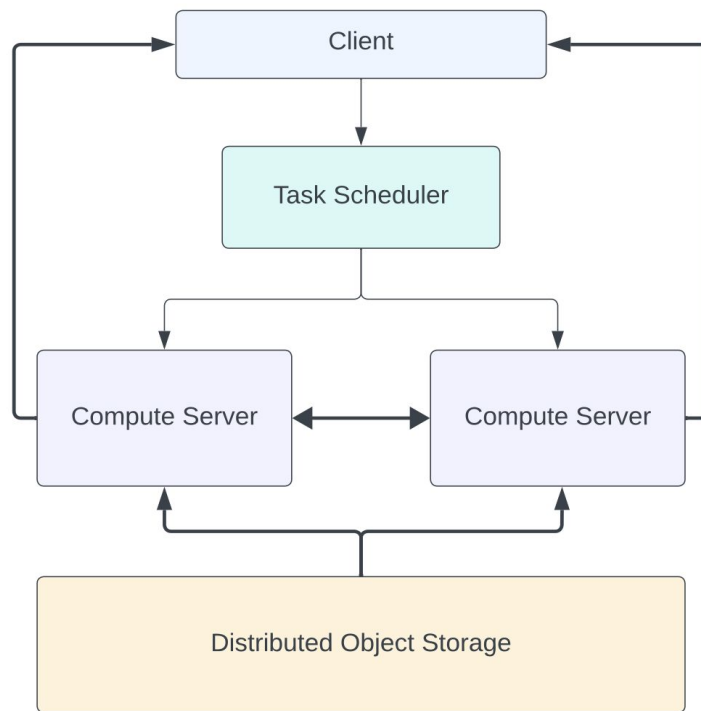 Client
Task Scheduler
Compute Server
Compute Server
Distributed Object Storage